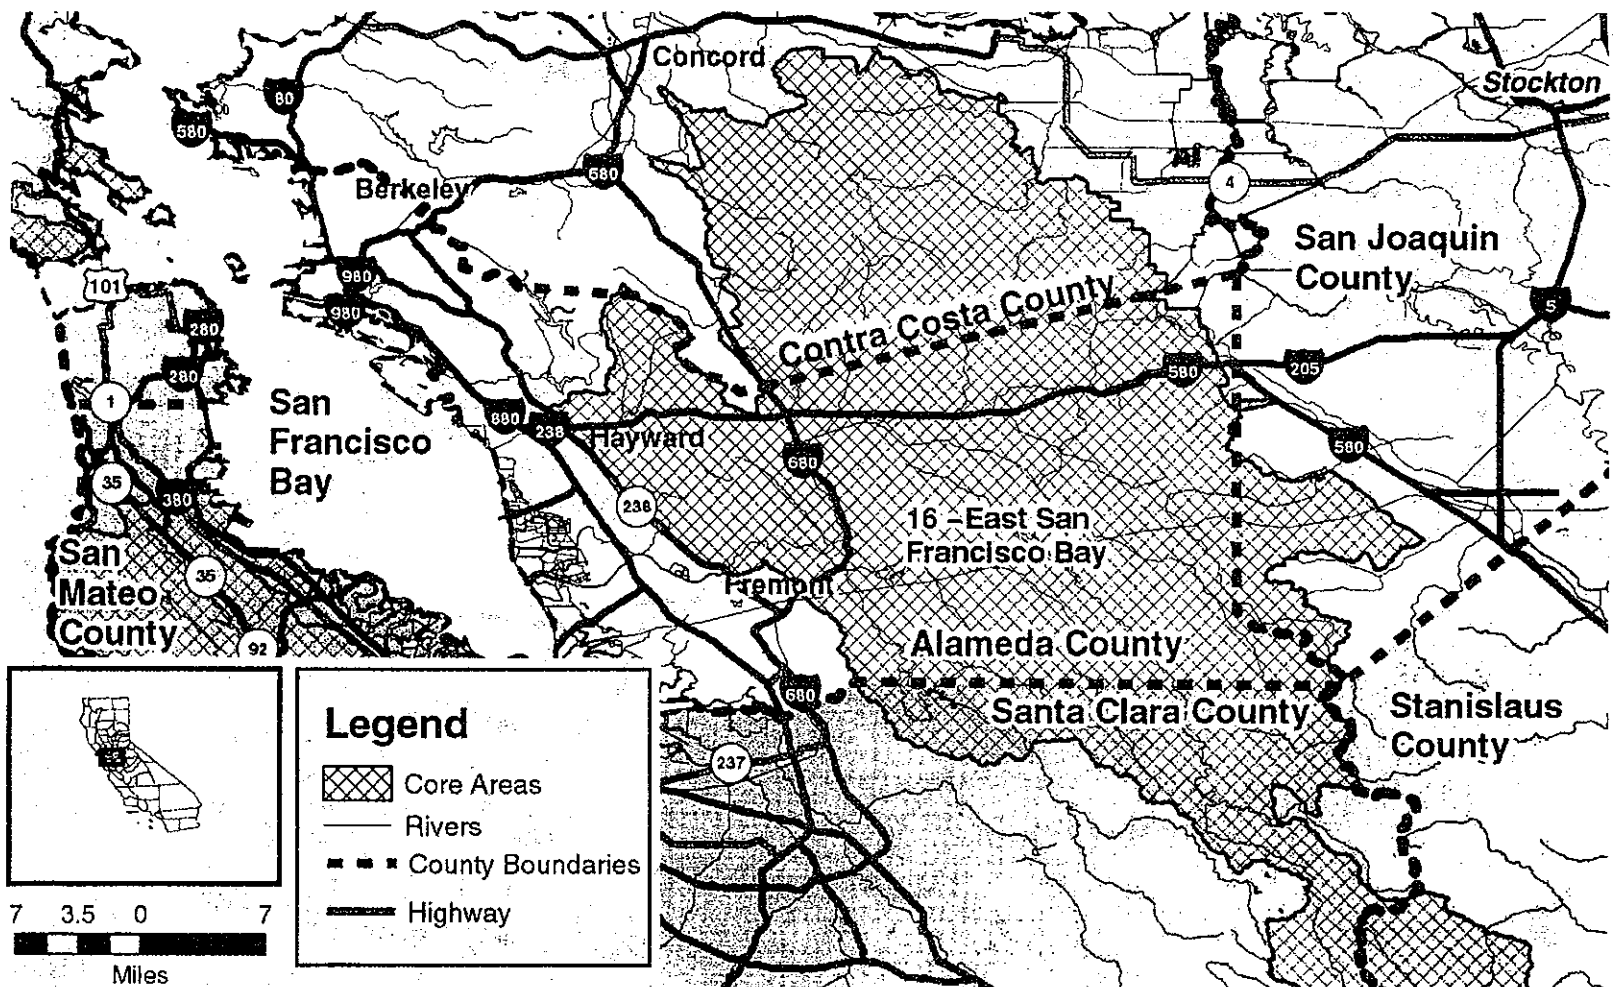 Concord
Stockton
80
580
680
Berkeley
4
San Joaquin
County
101
980
980
280
280
5
Contra Costa County
580
205
1
San
Francisco
Bay
880
238
Hayward
680
580
35
380
238
16 –East San
Francisco Bay
San
Mateo
County
35
92
Fremont
Alameda County
680
Santa Clara County
Stanislaus
County
237
Legend
Core Areas
Rivers
County Boundaries
Highway
7 3.5 0 7
Miles